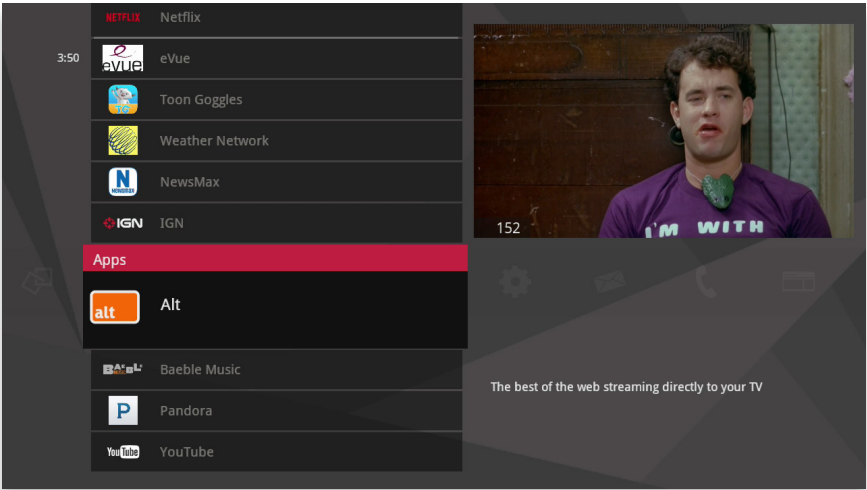 NETFLIX Netflix
3:50
eVue eVue
TG Toon Goggles
Weather Network
N NEWSMAX NewsMax
IGN IGN
152
I'M WITH
Apps
alt Alt
Baeble Music
The best of the web streaming directly to your TV
P Pandora
YouTube YouTube